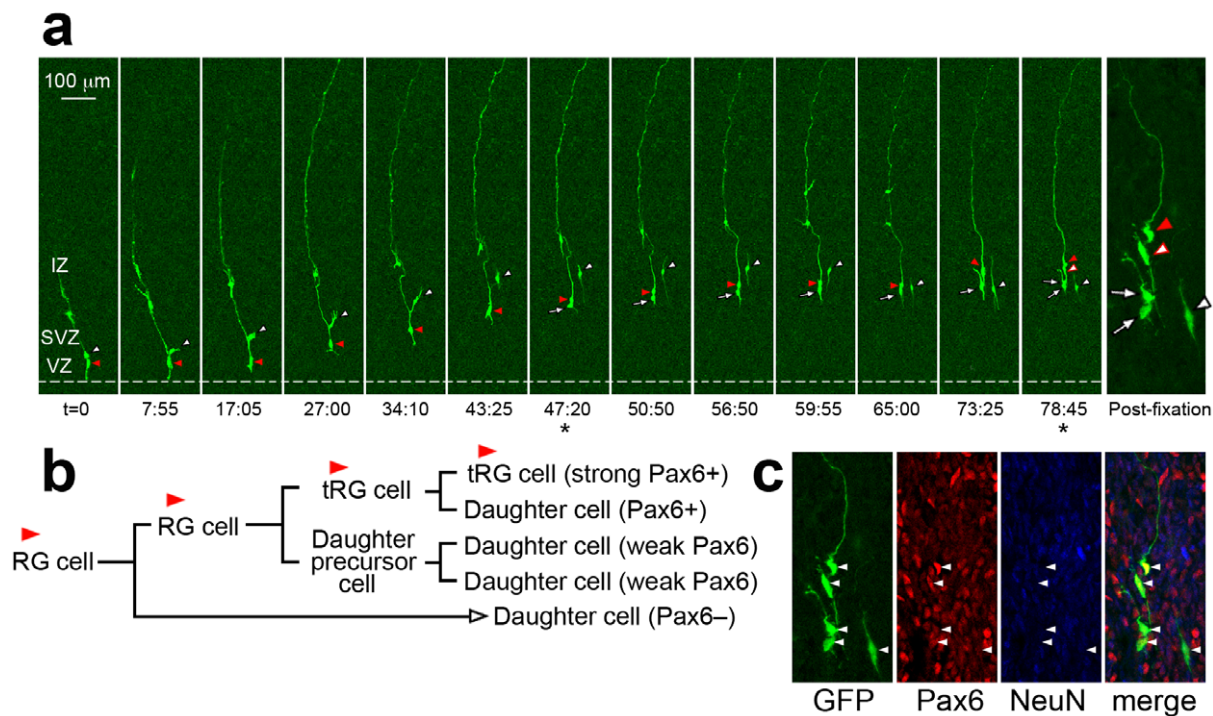 a
100 μm
IZ
SVZ
VZ
t=0 7:55 17:05 27:00 34:10 43:25 47:20 50:50 56:50 59:55 65:00 73:25 78:45 Post-fixation
* *
b
RG cell
RG cell
tRG cell
Daughter
precursor
cell
tRG cell (strong Pax6+)
Daughter cell (Pax6+)
Daughter cell (weak Pax6)
Daughter cell (weak Pax6)
Daughter cell (Pax6–)
c
GFP Pax6 NeuN merge